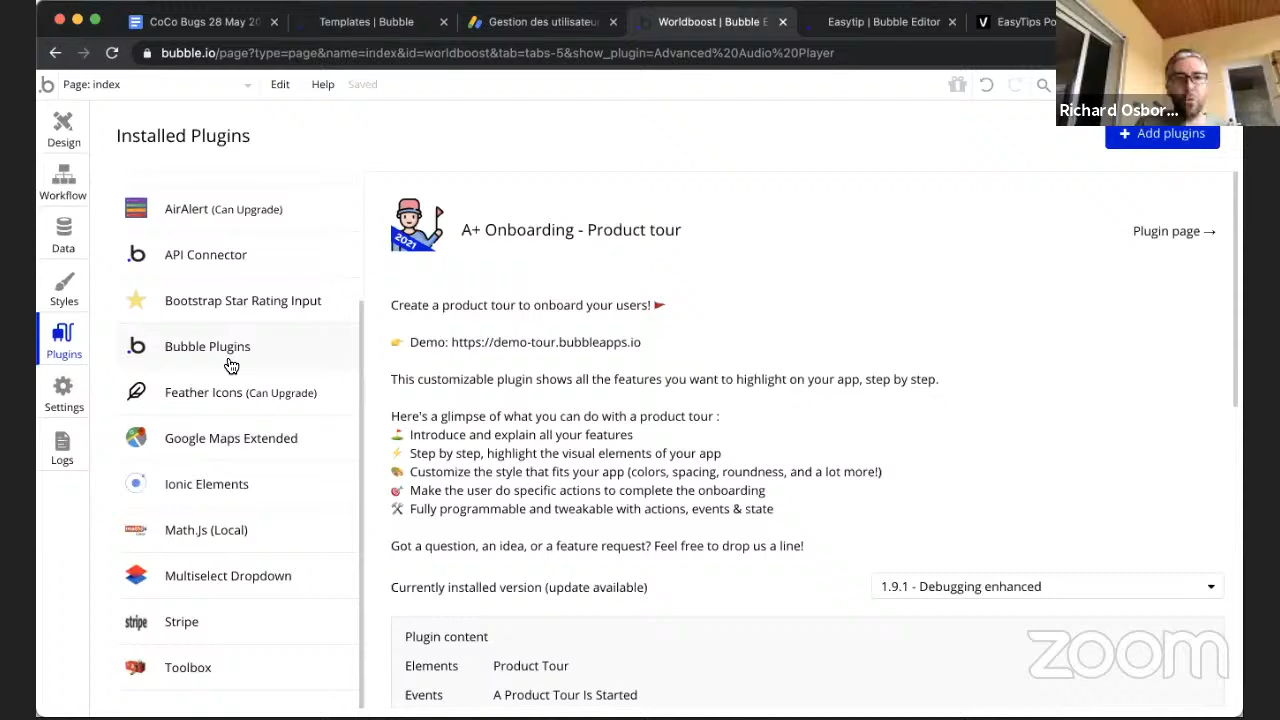 CoCo Bugs 28 May 20
Templates | Bubble
Gestion des utilisateu
Worldboost | Bubble E
Easytip | Bubble Editor
EasyTips Po
bubble.io/page?type=page&name=index&id=worldboost&tab=tabs-5&show_plugin=Advanced%20Audio%20Player
Page: index
Edit
Help
Saved
Richard Osbor...
Design
Workflow
Data
Styles
Plugins
Settings
Logs
Installed Plugins
+ Add plugins
AirAlert (Can Upgrade)
API Connector
Bootstrap Star Rating Input
Bubble Plugins
Feather Icons (Can Upgrade)
Google Maps Extended
Ionic Elements
Math.Js (Local)
Multiselect Dropdown
stripe Stripe
Toolbox
2021
A+ Onboarding - Product tour
Plugin page →
Create a product tour to onboard your users! 🚩
👉 Demo: https://demo-tour.bubbleapps.io
This customizable plugin shows all the features you want to highlight on your app, step by step.
Here's a glimpse of what you can do with a product tour :
⛳ Introduce and explain all your features
⚡ Step by step, highlight the visual elements of your app
🎨 Customize the style that fits your app (colors, spacing, roundness, and a lot more!)
🎯 Make the user do specific actions to complete the onboarding
🛠 Fully programmable and tweakable with actions, events & state
Got a question, an idea, or a feature request? Feel free to drop us a line!
Currently installed version (update available)
1.9.1 - Debugging enhanced
Plugin content
Elements Product Tour
Events A Product Tour Is Started
zoom